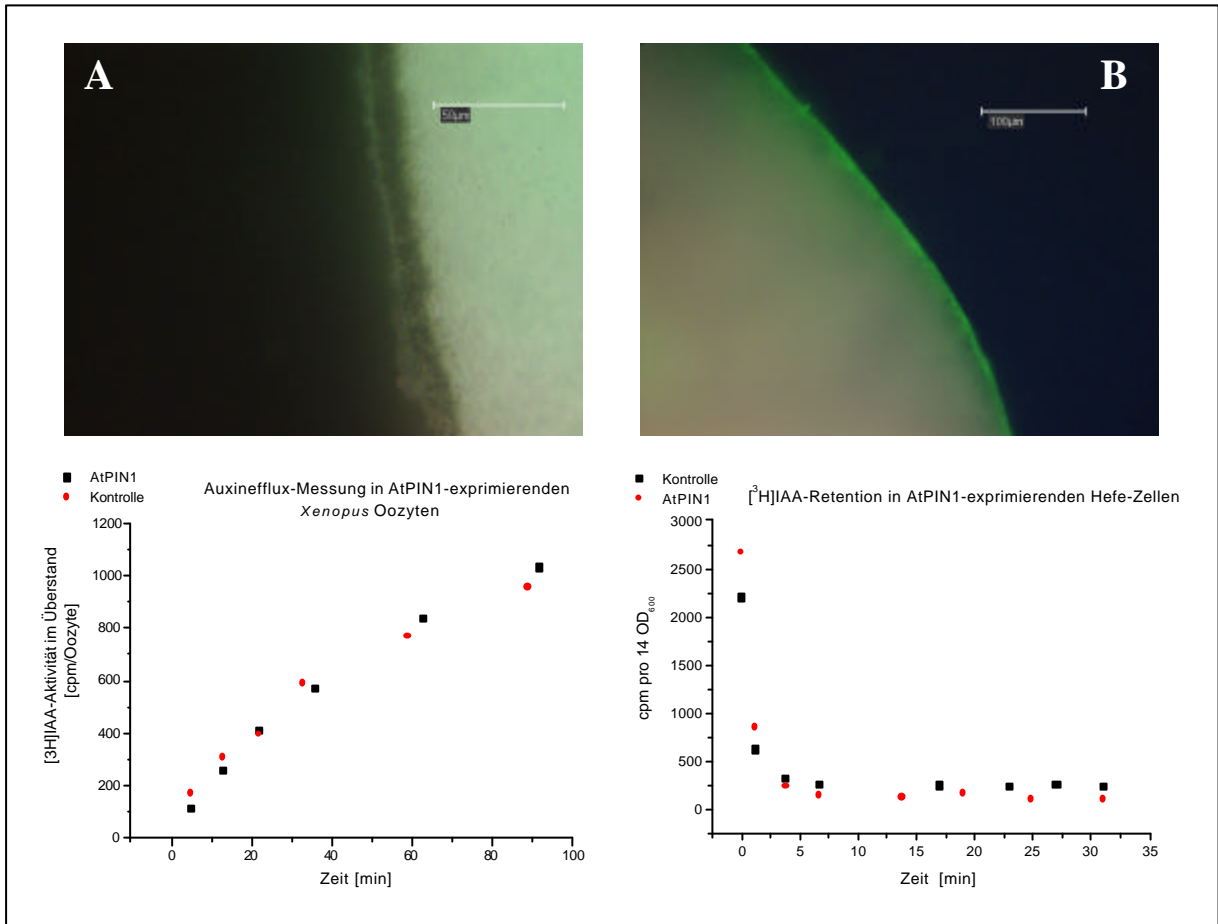 A
50µm
B
100µm
AtPIN1
Kontrolle
Auxinefflux-Messung in AtPIN1-exprimierenden
Xenopus Oozyten
1200
1000
800
600
400
200
0
[3H]IAA-Aktivität im Überstand
[cpm/Oozyte]
0 20 40 60 80 100
Zeit [min]
Kontrolle
AtPIN1
[³H]IAA-Retention in AtPIN1-exprimierenden Hefe-Zellen
3000
2500
2000
1500
1000
500
0
cpm pro 14 OD₆₀₀
0 5 10 15 20 25 30 35
Zeit [min]